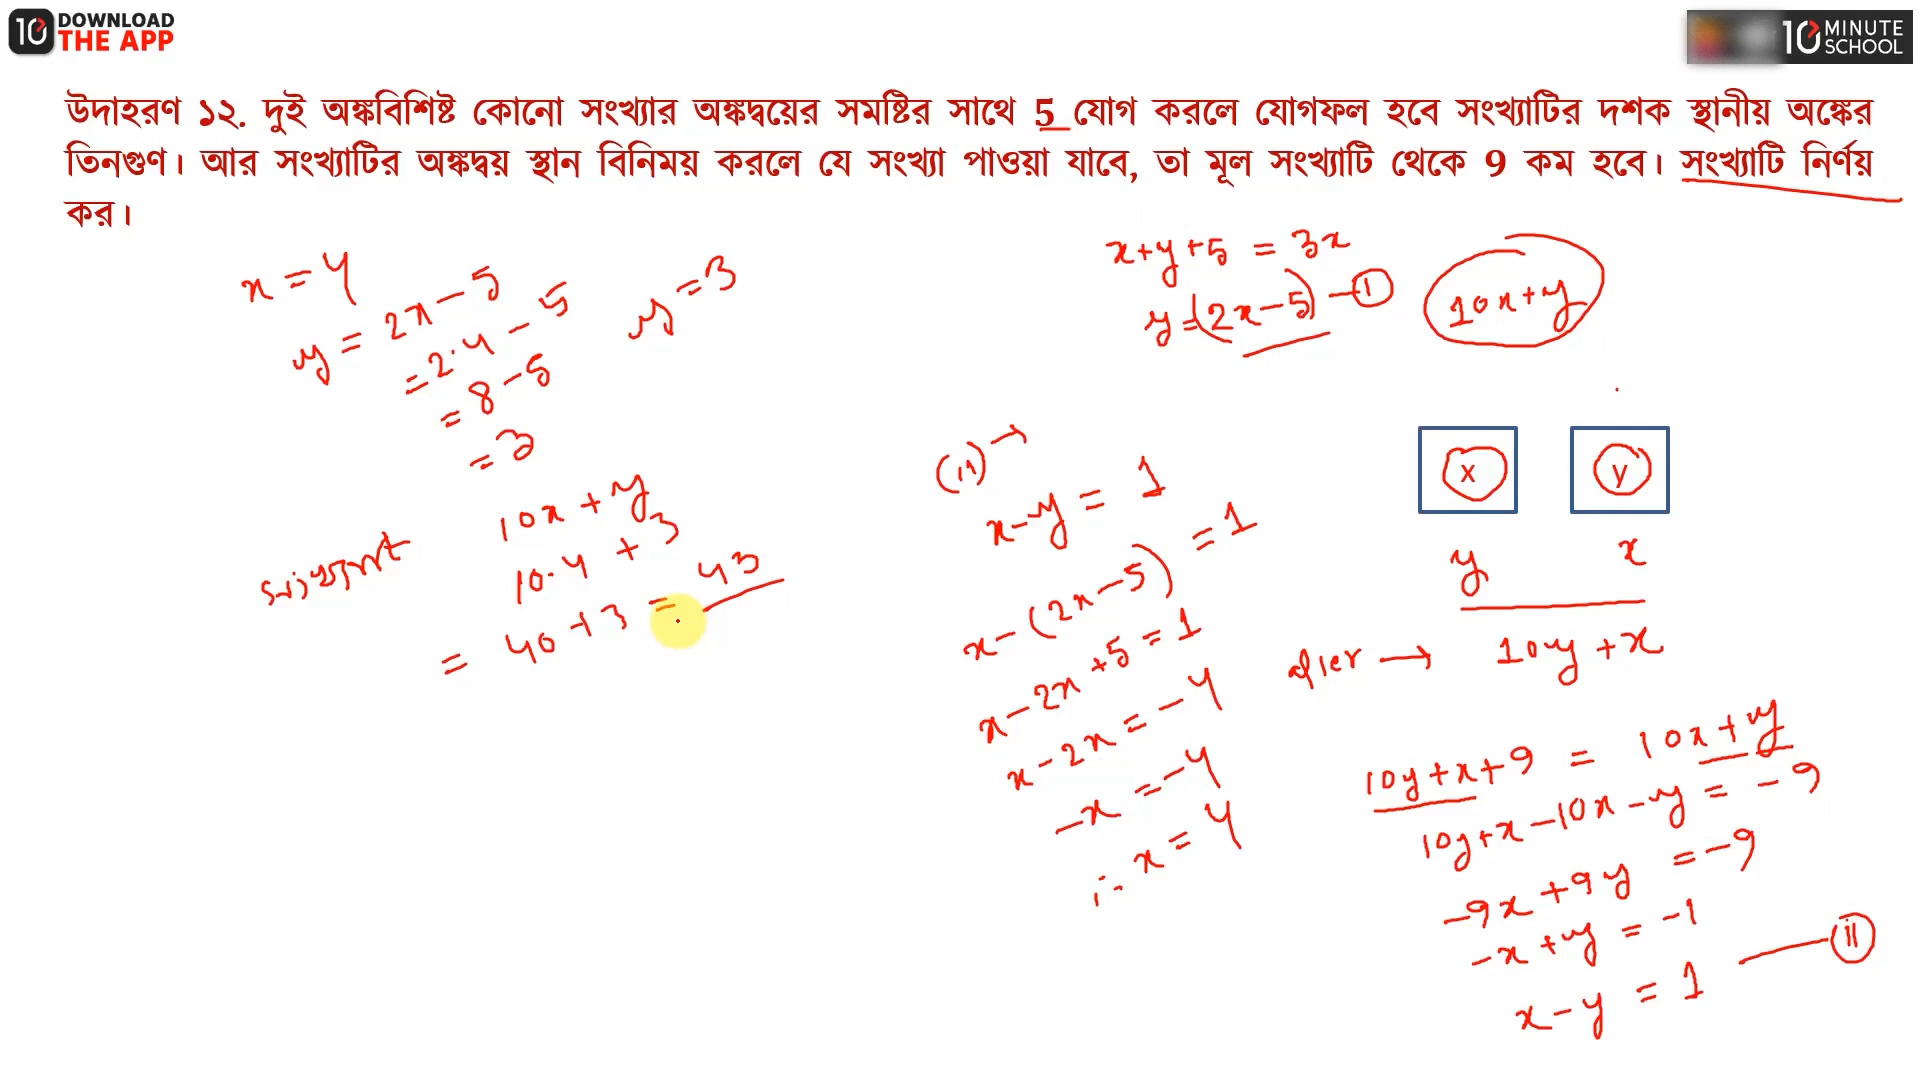 DOWNLOAD
THE APP
10 MINUTE
SCHOOL
উদাহরণ ১২. দুই অঙ্কবিশিষ্ট কোনো সংখ্যার অঙ্কদ্বয়ের সমষ্টির সাথে 5 যোগ করলে যোগফল হবে সংখ্যাটির দশক স্থানীয় অঙ্কের
তিনগুণ। আর সংখ্যাটির অঙ্কদ্বয় স্থান বিনিময় করলে যে সংখ্যা পাওয়া যাবে, তা মূল সংখ্যাটি থেকে 9 কম হবে। সংখ্যাটি নির্ণয়
কর।
x = 4
y = 2x - 5
= 2·4 - 5
= 8 - 5
= 3
y = 3
সংখ্যাটি
10x + y
10·4 + 3
= 40 + 3 = 43
x + y + 5 = 3x
y = (2x - 5) — i
10x + y
x y
y x
after → 10y + x
10y + x + 9 = 10x + y
10y + x - 10x - y = -9
-9x + 9y = -9
-x + y = -1
x - y = 1 — ii
(ii) →
x - y = 1
x - (2x - 5) = 1
x - 2x + 5 = 1
x - 2x = -4
-x = -4
∴ x = 4